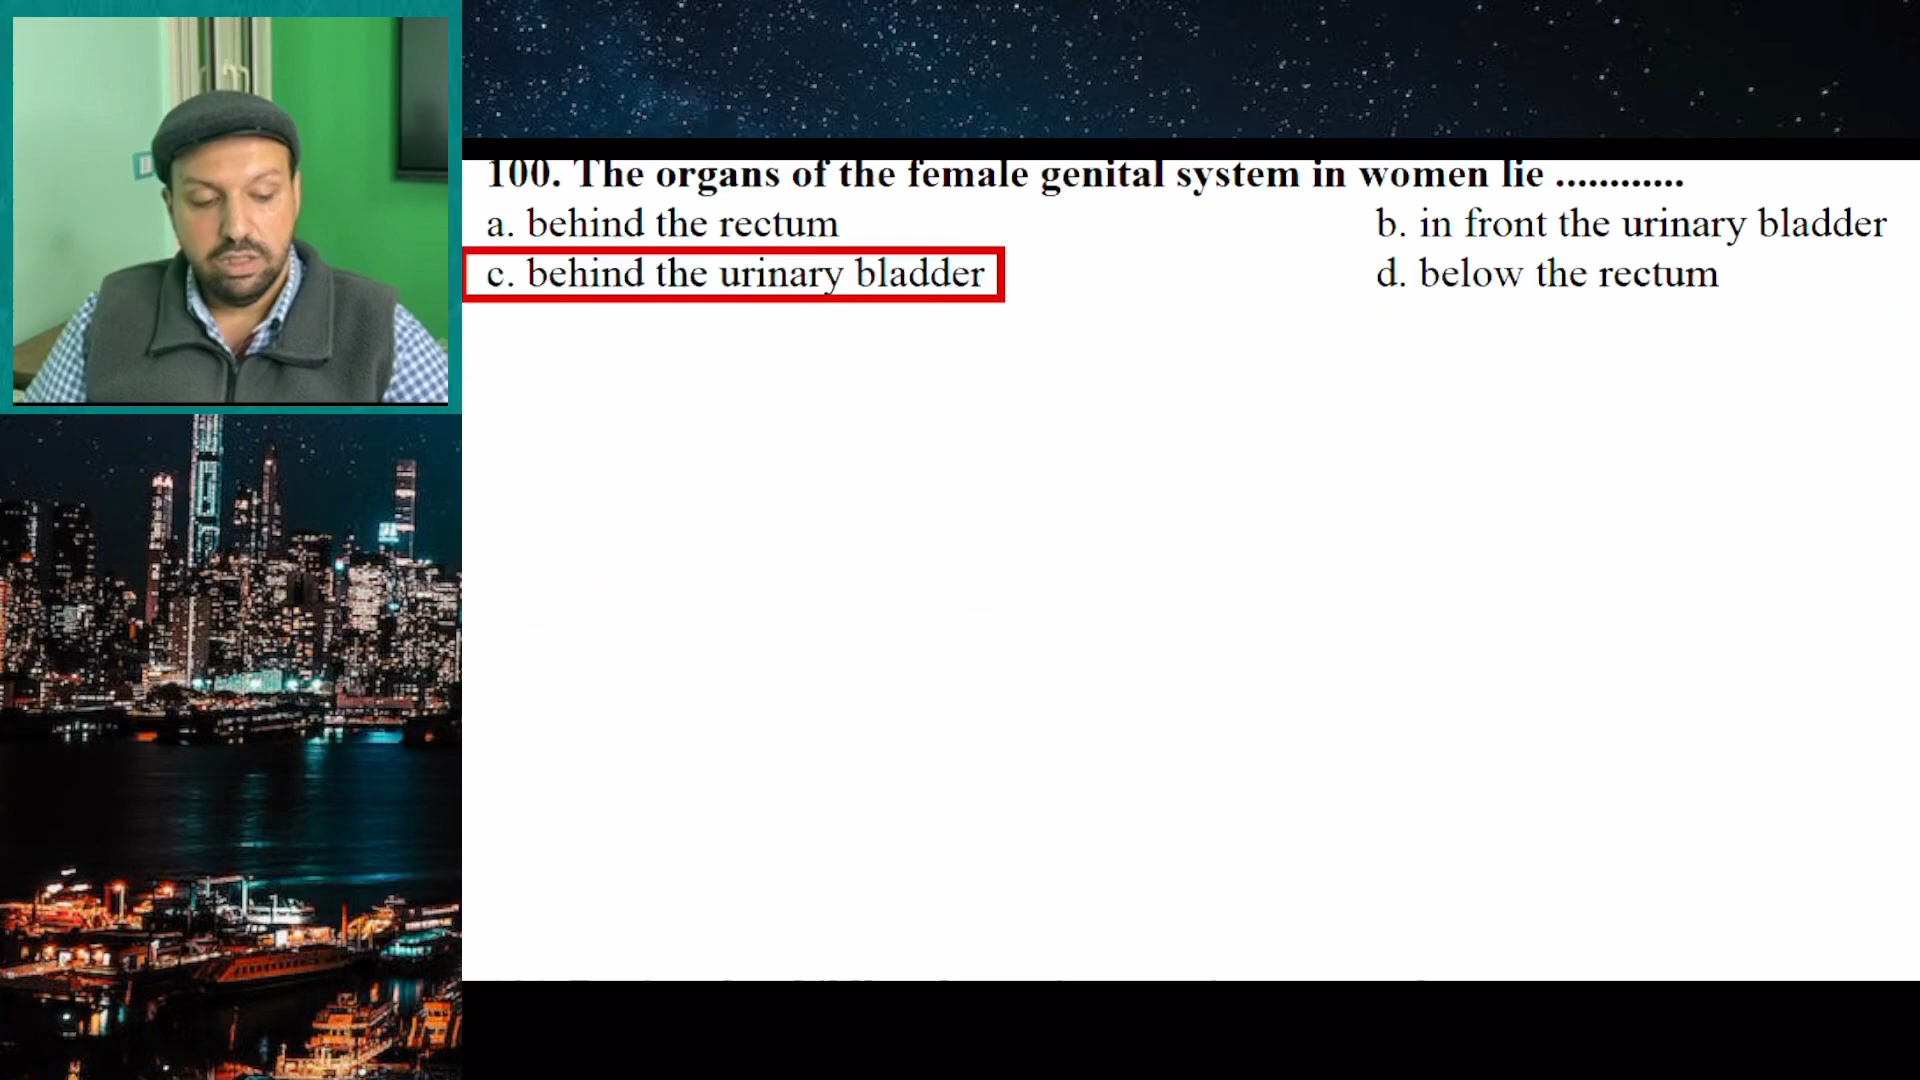 100. The organs of the female genital system in women lie ............
a. behind the rectum
b. in front the urinary bladder
c. behind the urinary bladder
d. below the rectum